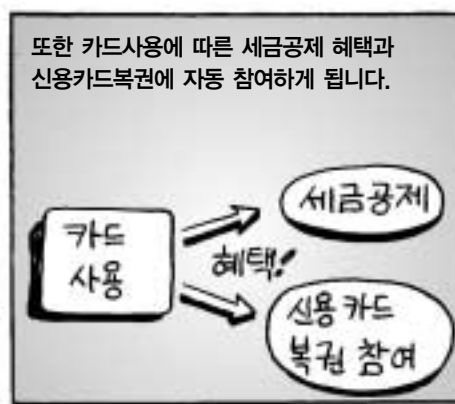 또한 카드사용에 따른 세금공제 혜택과
신용카드복권에 자동 참여하게 됩니다.
세금공제
카드
사용
혜택!
신용카드
복권 참여